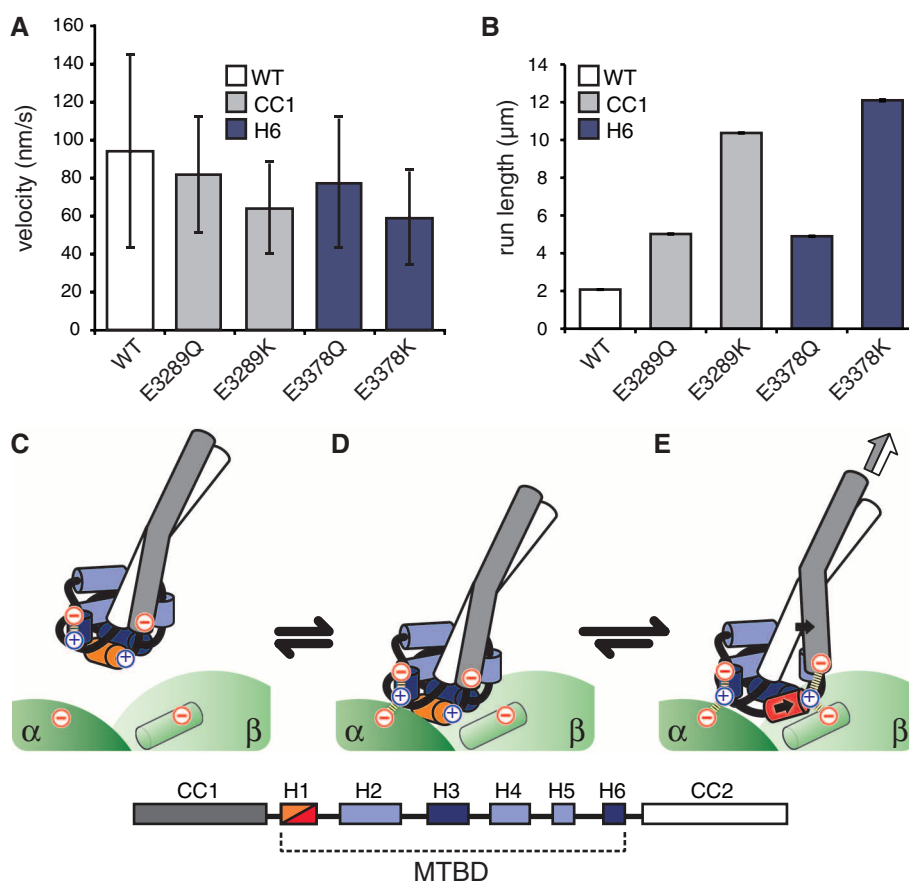 A
velocity (nm/s)
160
140
120
100
80
60
40
20
0
WT
CC1
H6
WT
E3289Q
E3289K
E3378Q
E3378K
B
run length (µm)
14
12
10
8
6
4
2
0
WT
CC1
H6
WT
E3289Q
E3289K
E3378Q
E3378K
C
D
E
α
β
α
β
α
β
CC1 H1 H2 H3 H4 H5 H6 CC2
MTBD